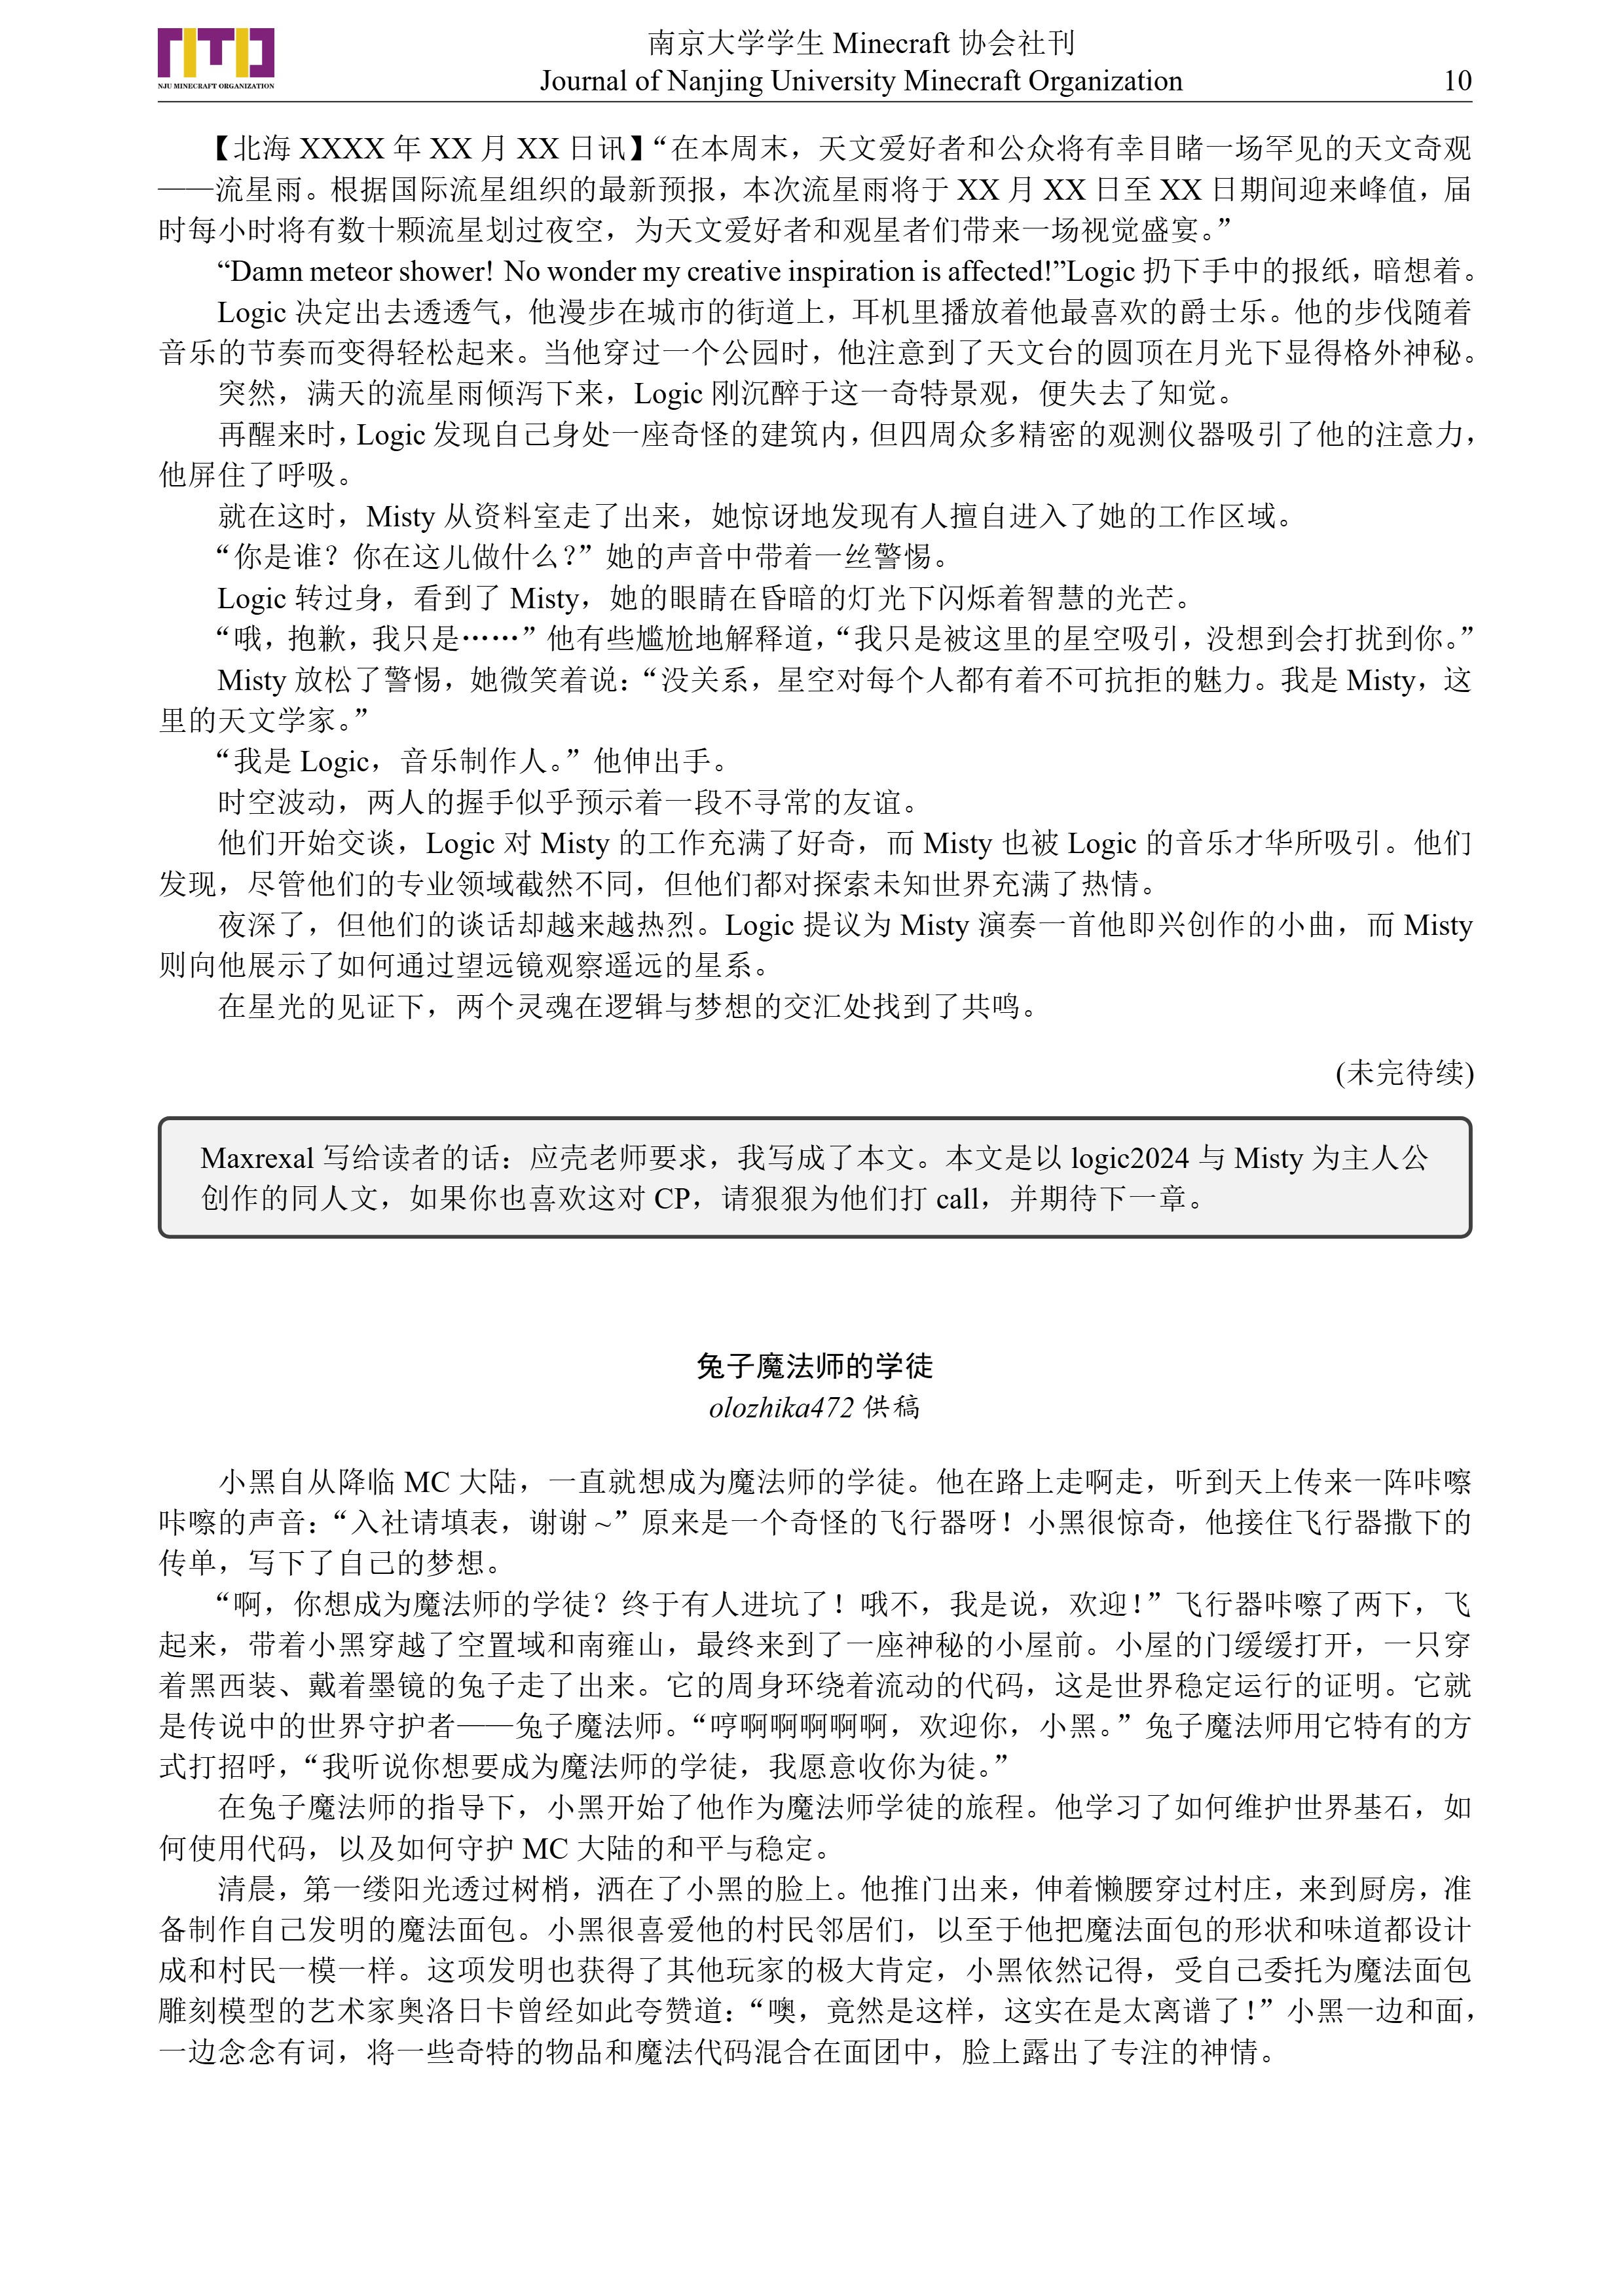 NJU MINECRAFT ORGANIZATION
南京大学学生 Minecraft 协会社刊
Journal of Nanjing University Minecraft Organization
10
【北海 XXXX 年 XX 月 XX 日讯】“在本周末，天文爱好者和公众将有幸目睹一场罕见的天文奇观
——流星雨。根据国际流星组织的最新预报，本次流星雨将于 XX 月 XX 日至 XX 日期间迎来峰值，届
时每小时将有数十颗流星划过夜空，为天文爱好者和观星者们带来一场视觉盛宴。”
“Damn meteor shower! No wonder my creative inspiration is affected!”Logic 扔下手中的报纸，暗想着。
Logic 决定出去透透气，他漫步在城市的街道上，耳机里播放着他最喜欢的爵士乐。他的步伐随着
音乐的节奏而变得轻松起来。当他穿过一个公园时，他注意到了天文台的圆顶在月光下显得格外神秘。
突然，满天的流星雨倾泻下来，Logic 刚沉醉于这一奇特景观，便失去了知觉。
再醒来时，Logic 发现自己身处一座奇怪的建筑内，但四周众多精密的观测仪器吸引了他的注意力，
他屏住了呼吸。
就在这时，Misty 从资料室走了出来，她惊讶地发现有人擅自进入了她的工作区域。
“你是谁？你在这儿做什么？”她的声音中带着一丝警惕。
Logic 转过身，看到了 Misty，她的眼睛在昏暗的灯光下闪烁着智慧的光芒。
“哦，抱歉，我只是……”他有些尴尬地解释道，“我只是被这里的星空吸引，没想到会打扰到你。”
Misty 放松了警惕，她微笑着说：“没关系，星空对每个人都有着不可抗拒的魅力。我是 Misty，这
里的天文学家。”
“我是 Logic，音乐制作人。”他伸出手。
时空波动，两人的握手似乎预示着一段不寻常的友谊。
他们开始交谈，Logic 对 Misty 的工作充满了好奇，而 Misty 也被 Logic 的音乐才华所吸引。他们
发现，尽管他们的专业领域截然不同，但他们都对探索未知世界充满了热情。
夜深了，但他们的谈话却越来越热烈。Logic 提议为 Misty 演奏一首他即兴创作的小曲，而 Misty
则向他展示了如何通过望远镜观察遥远的星系。
在星光的见证下，两个灵魂在逻辑与梦想的交汇处找到了共鸣。
(未完待续)
Maxrexal 写给读者的话：应壳老师要求，我写成了本文。本文是以 logic2024 与 Misty 为主人公
创作的同人文，如果你也喜欢这对 CP，请狠狠为他们打 call，并期待下一章。
兔子魔法师的学徒
olozhika472 供稿
小黑自从降临 MC 大陆，一直就想成为魔法师的学徒。他在路上走啊走，听到天上传来一阵咔嚓
咔嚓的声音：“入社请填表，谢谢 ~”原来是一个奇怪的飞行器呀！小黑很惊奇，他接住飞行器撒下的
传单，写下了自己的梦想。
“啊，你想成为魔法师的学徒？终于有人进坑了！哦不，我是说，欢迎！”飞行器咔嚓了两下，飞
起来，带着小黑穿越了空置域和南雍山，最终来到了一座神秘的小屋前。小屋的门缓缓打开，一只穿
着黑西装、戴着墨镜的兔子走了出来。它的周身环绕着流动的代码，这是世界稳定运行的证明。它就
是传说中的世界守护者——兔子魔法师。“哼啊啊啊啊啊，欢迎你，小黑。”兔子魔法师用它特有的方
式打招呼，“我听说你想要成为魔法师的学徒，我愿意收你为徒。”
在兔子魔法师的指导下，小黑开始了他作为魔法师学徒的旅程。他学习了如何维护世界基石，如
何使用代码，以及如何守护 MC 大陆的和平与稳定。
清晨，第一缕阳光透过树梢，洒在了小黑的脸上。他推门出来，伸着懒腰穿过村庄，来到厨房，准
备制作自己发明的魔法面包。小黑很喜爱他的村民邻居们，以至于他把魔法面包的形状和味道都设计
成和村民一模一样。这项发明也获得了其他玩家的极大肯定，小黑依然记得，受自己委托为魔法面包
雕刻模型的艺术家奥洛日卡曾经如此夸赞道：“噢，竟然是这样，这实在是太离谱了！”小黑一边和面，
一边念念有词，将一些奇特的物品和魔法代码混合在面团中，脸上露出了专注的神情。